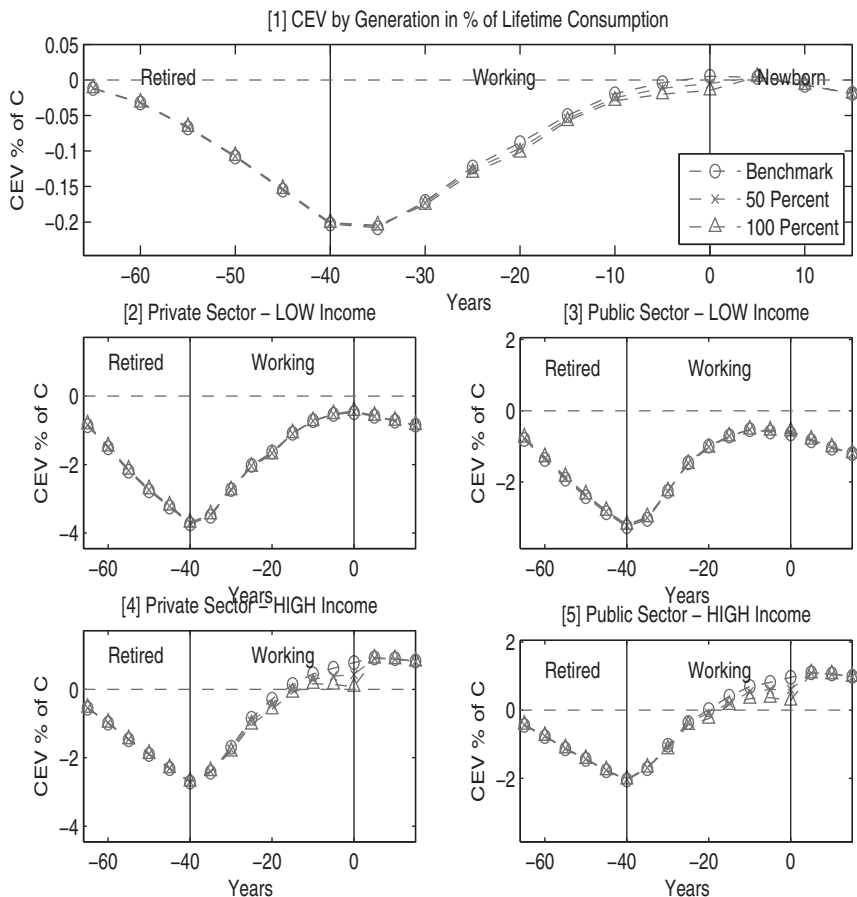 [1] CEV by Generation in % of Lifetime Consumption
0.05
0
−0.05
−0.1
−0.15
−0.2
CEV % of C
Retired
Working
Newborn
Benchmark
50 Percent
100 Percent
−60 −50 −40 −30 −20 −10 0 10
Years
[2] Private Sector − LOW Income
0
−2
−4
CEV % of C
Retired
Working
−60 −40 −20 0
Years
[3] Public Sector − LOW Income
2
0
−2
CEV % of C
Retired
Working
−60 −40 −20 0
Years
[4] Private Sector − HIGH Income
0
−2
−4
CEV % of C
Retired
Working
−60 −40 −20 0
Years
[5] Public Sector − HIGH Income
2
0
−2
CEV % of C
Retired
Working
−60 −40 −20 0
Years